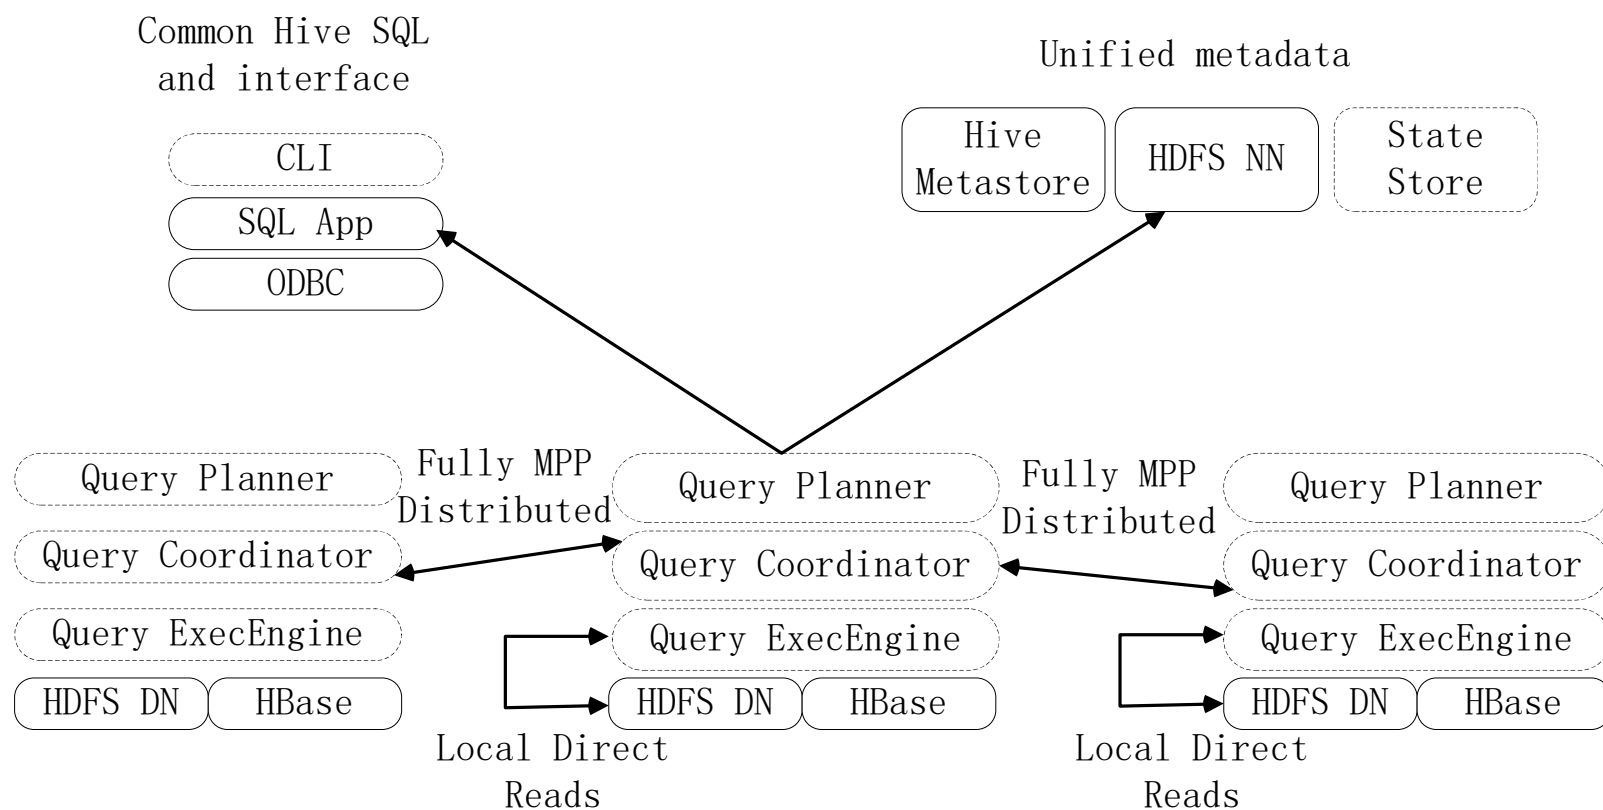 Common Hive SQL
and interface
CLI
SQL App
ODBC
Unified metadata
Hive
Metastore
HDFS NN
State
Store
Query Planner
Query Coordinator
Query ExecEngine
HDFS DN
HBase
Fully MPP
Distributed
Query Planner
Query Coordinator
Query ExecEngine
HDFS DN
HBase
Local Direct
Reads
Fully MPP
Distributed
Query Planner
Query Coordinator
Query ExecEngine
HDFS DN
HBase
Local Direct
Reads